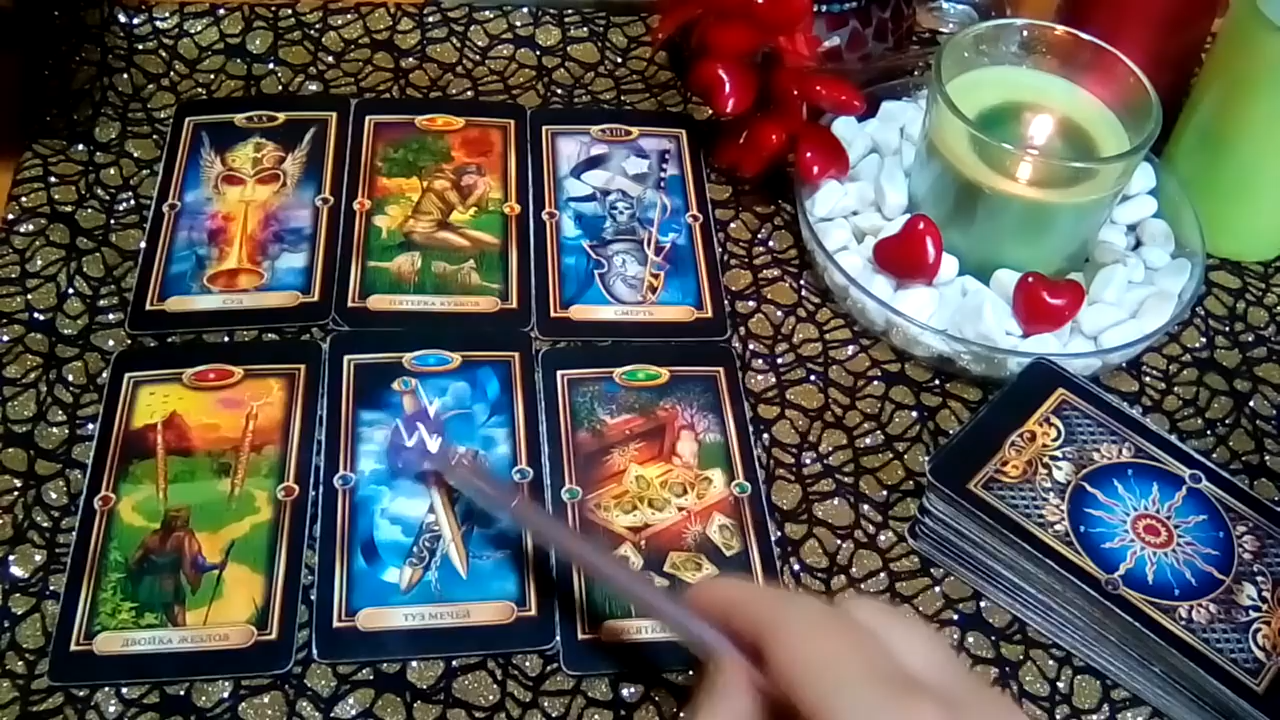 XX
XIII
СУД
ПЯТЕРКА КУБКОВ
СМЕРТЬ
ДВОЙКА ЖЕЗЛОВ
ТУЗ МЕЧЕЙ